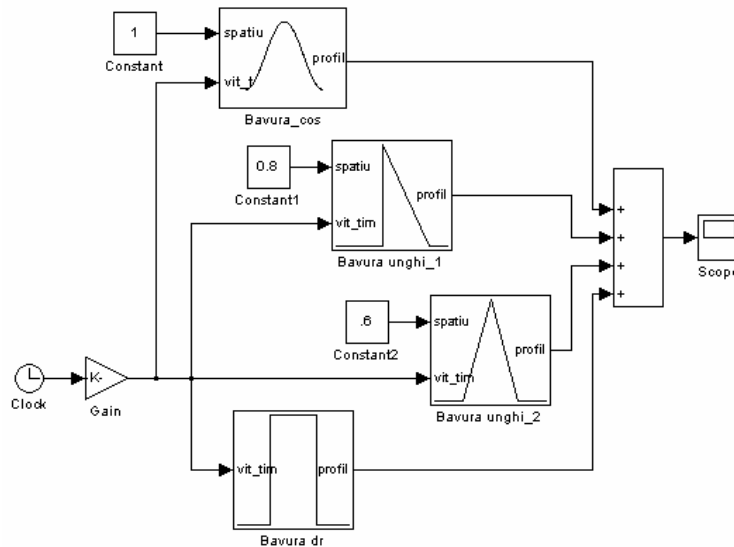 1
Constant
spatiu
vit_t
profil
Bavura_cos
0.8
Constant1
spatiu
vit_tim
profil
Bavura unghi_1
.6
Constant2
spatiu
vit_tim
profil
Bavura unghi_2
Clock
K-
Gain
vit_tim
profil
Bavura dr
+
+
+
+
Scope